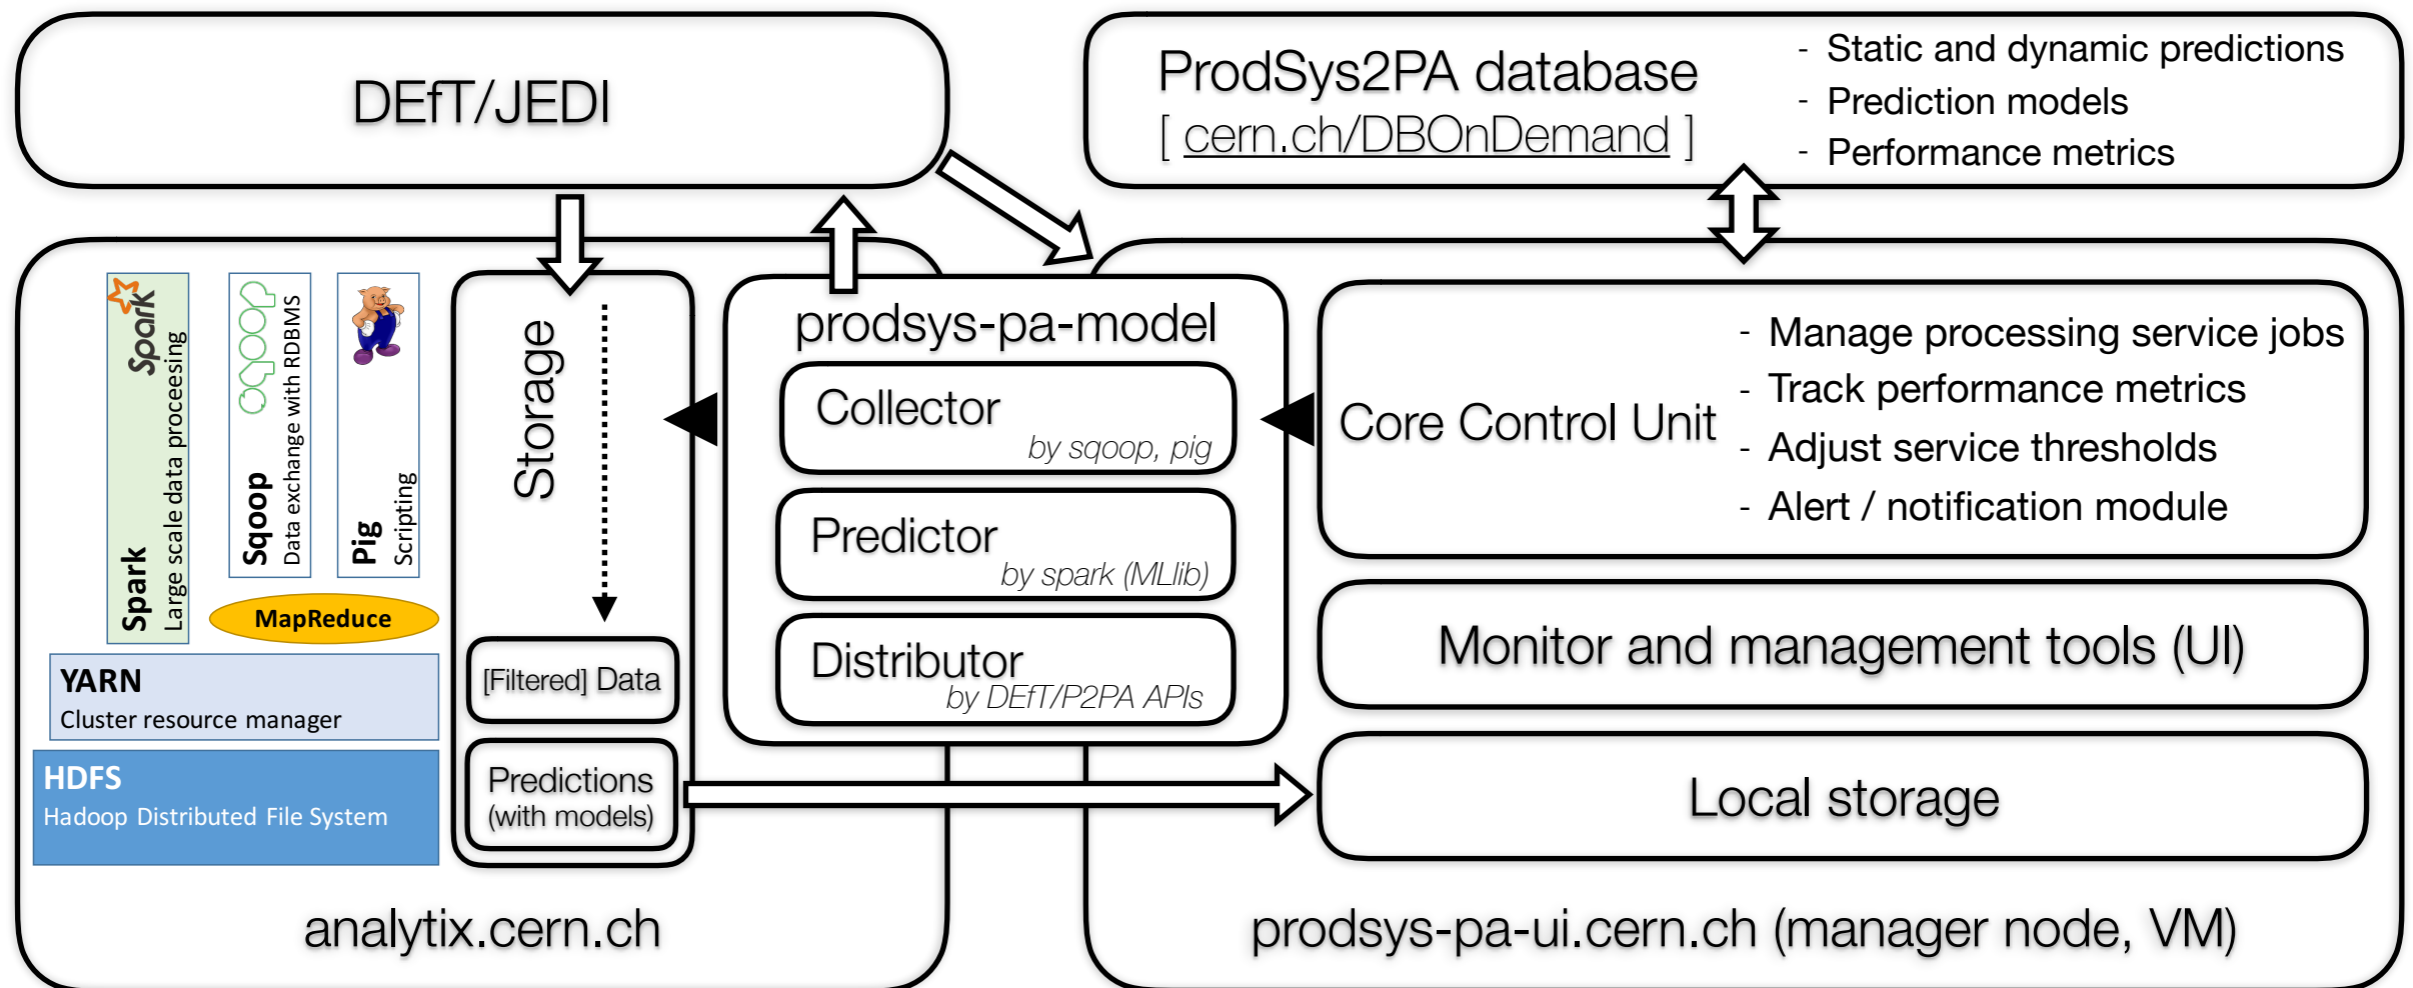 DEfT/JEDI
ProdSys2PA database
[ cern.ch/DBOnDemand ]
- Static and dynamic predictions
- Prediction models
- Performance metrics
Spark
Spark
Large scale data proceesing
sqoop
Sqoop
Data exchange with RDBMS
Pig
Scripting
MapReduce
YARN
Cluster resource manager
HDFS
Hadoop Distributed File System
Storage
[Filtered] Data
Predictions
(with models)
analytix.cern.ch
prodsys-pa-model
Collector
by sqoop, pig
Predictor
by spark (MLlib)
Distributor
by DEfT/P2PA APIs
Core Control Unit
- Manage processing service jobs
- Track performance metrics
- Adjust service thresholds
- Alert / notification module
Monitor and management tools (UI)
Local storage
prodsys-pa-ui.cern.ch (manager node, VM)